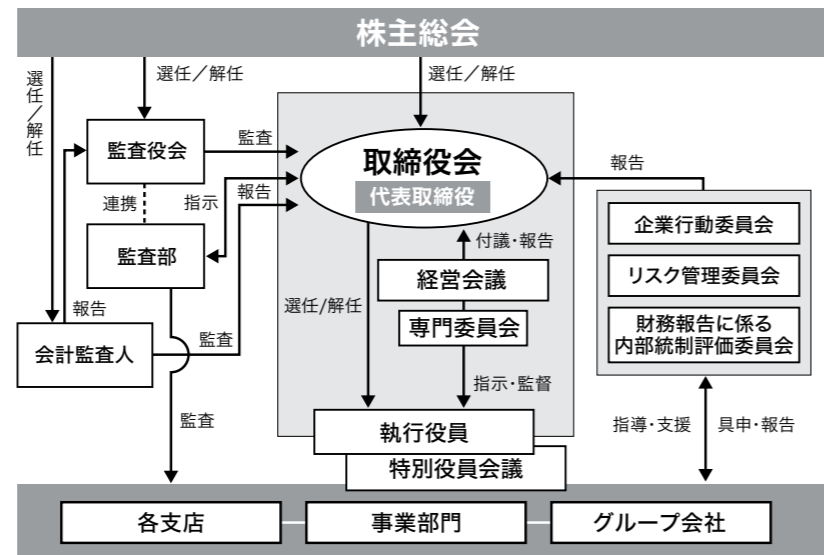 株主総会
選任／解任
選任／解任
選任／解任
監査役会
監査
取締役会
代表取締役
報告
連携
指示
報告
監査部
付議・報告
経営会議
専門委員会
企業行動委員会
リスク管理委員会
財務報告に係る
内部統制評価委員会
報告
会計監査人
監査
選任/解任
指示・監督
監査
執行役員
特別役員会議
指導・支援
具申・報告
各支店
事業部門
グループ会社